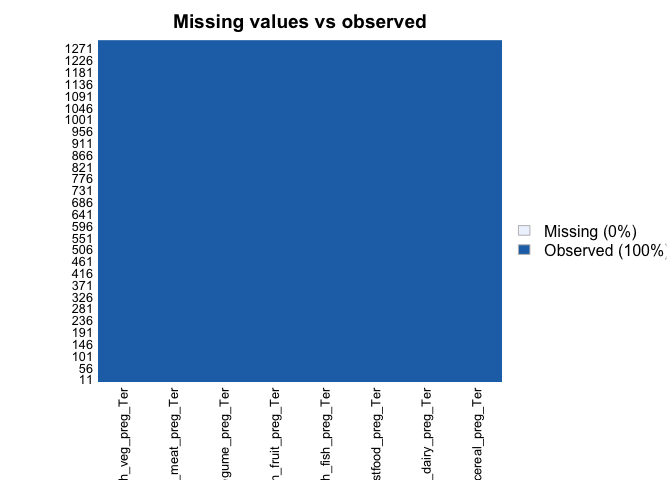 Missing values vs observed
1271
1226
1181
1136
1091
1046
1001
956
911
866
821
776
731
686
641
596
551
506
461
416
371
326
281
236
191
146
101
56
11
Missing (0%)
Observed (100%)
h_veg_preg_Ter
_meat_preg_Ter
gume_preg_Ter
n_fruit_preg_Ter
h_fish_preg_Ter
stfood_preg_Ter
_dairy_preg_Ter
cereal_preg_Ter